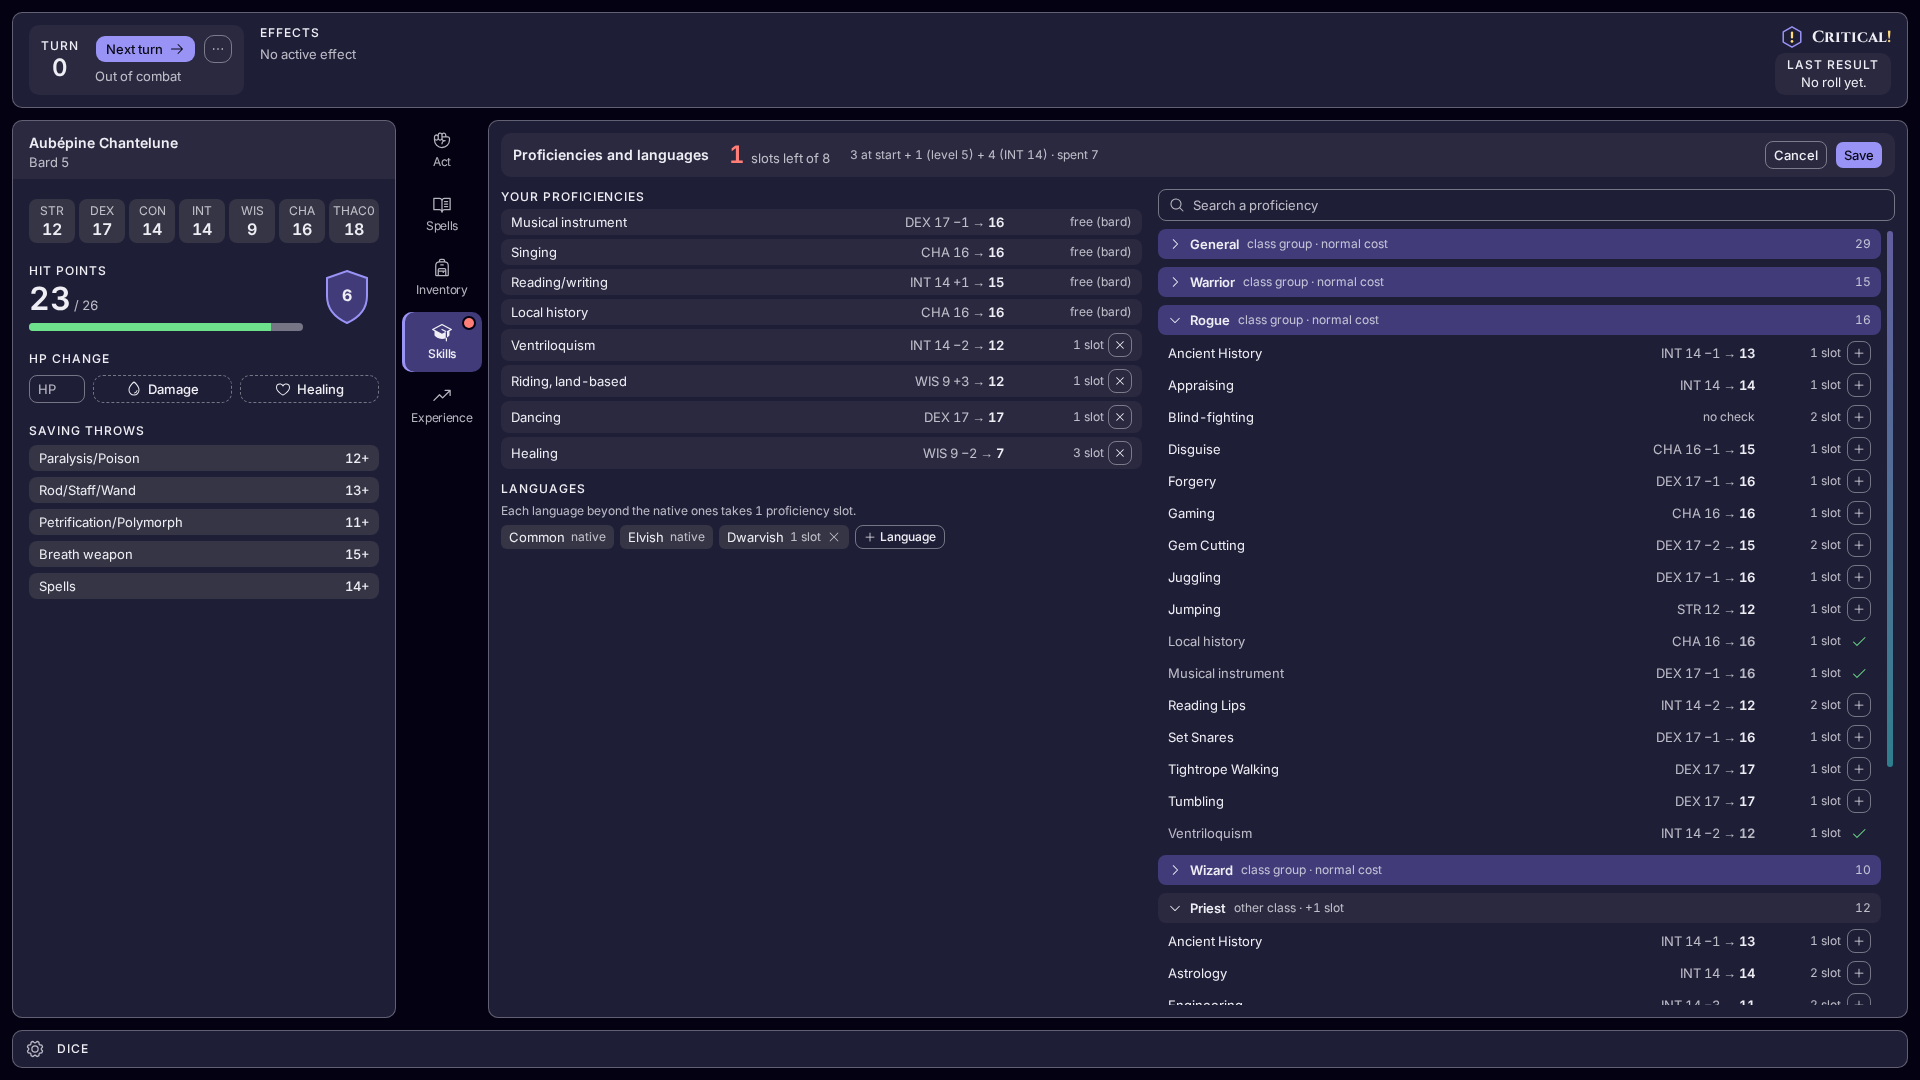 TURN
0
Next turn →
...
Out of combat
EFFECTS
No active effect
CRITICAL!
LAST RESULT
No roll yet.
Aubépine Chantelune
Bard 5
STR 12
DEX 17
CON 14
INT 14
WIS 9
CHA 16
THAC0 18
HIT POINTS
23 / 26
6
HP CHANGE
HP
Damage
Healing
SAVING THROWS
Paralysis/Poison 12+
Rod/Staff/Wand 13+
Petrification/Polymorph 11+
Breath weapon 15+
Spells 14+
Act
Spells
Inventory
Skills
Experience
Proficiencies and languages 1 slots left of 8 3 at start + 1 (level 5) + 4 (INT 14) · spent 7
Cancel
Save
YOUR PROFICIENCIES
Musical instrument DEX 17 −1 → 16 free (bard)
Singing CHA 16 → 16 free (bard)
Reading/writing INT 14 +1 → 15 free (bard)
Local history CHA 16 → 16 free (bard)
Ventriloquism INT 14 −2 → 12 1 slot
Riding, land-based WIS 9 +3 → 12 1 slot
Dancing DEX 17 → 17 1 slot
Healing WIS 9 −2 → 7 3 slot
LANGUAGES
Each language beyond the native ones takes 1 proficiency slot.
Common native
Elvish native
Dwarvish 1 slot
+ Language
Search a proficiency
General class group · normal cost 29
Warrior class group · normal cost 15
Rogue class group · normal cost 16
Ancient History INT 14 −1 → 13 1 slot
Appraising INT 14 → 14 1 slot
Blind-fighting no check 2 slot
Disguise CHA 16 −1 → 15 1 slot
Forgery DEX 17 −1 → 16 1 slot
Gaming CHA 16 → 16 1 slot
Gem Cutting DEX 17 −2 → 15 2 slot
Juggling DEX 17 −1 → 16 1 slot
Jumping STR 12 → 12 1 slot
Local history CHA 16 → 16 1 slot
Musical instrument DEX 17 −1 → 16 1 slot
Reading Lips INT 14 −2 → 12 2 slot
Set Snares DEX 17 −1 → 16 1 slot
Tightrope Walking DEX 17 → 17 1 slot
Tumbling DEX 17 → 17 1 slot
Ventriloquism INT 14 −2 → 12 1 slot
Wizard class group · normal cost 10
Priest other class · +1 slot 12
Ancient History INT 14 −1 → 13 1 slot
Astrology INT 14 → 14 2 slot
Engineering INT 14 −3 → 11 2 slot
DICE